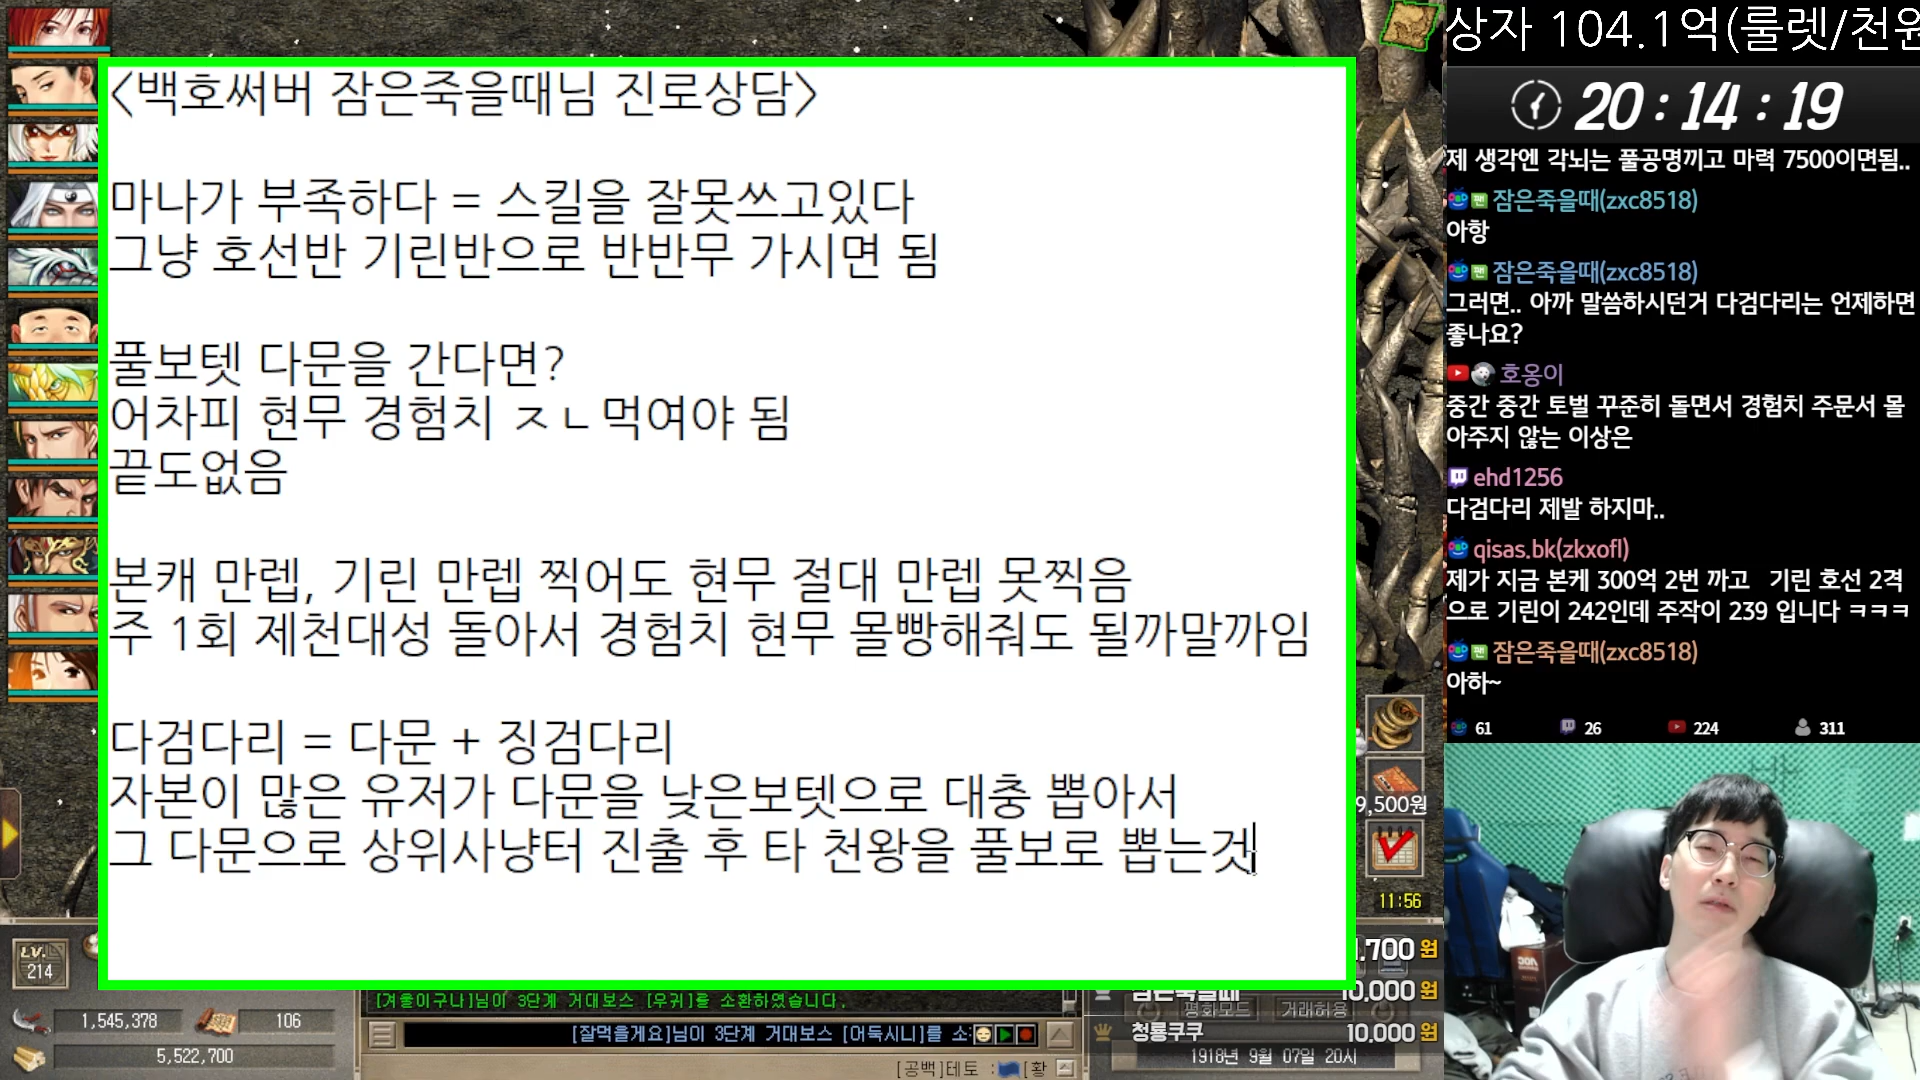 <백호써버 잠은죽을때님 진로상담>
마나가 부족하다 = 스킬을 잘못쓰고있다
그냥 호선반 기린반으로 반반무 가시면 됨
풀보텟 다문을 간다면?
어차피 현무 경험치 ㅈㄴ먹여야 됨
끝도없음
본캐 만렙, 기린 만렙 찍어도 현무 절대 만렙 못찍음
주 1회 제천대성 돌아서 경험치 현무 몰빵해줘도 될까말까임
다검다리 = 다문 + 징검다리
자본이 많은 유저가 다문을 낮은보텟으로 대충 뽑아서
그 다문으로 상위사냥터 진출 후 타 천왕을 풀보로 뽑는것
상자 104.1억(룰렛/천원
20:14:19
제 생각엔 각뇌는 풀공명끼고 마력 7500이면됨..
잠은죽을때(zxc8518)
아항
잠은죽을때(zxc8518)
그러면.. 아까 말씀하시던거 다검다리는 언제하면
좋나요?
호옹이
중간 중간 토벌 꾸준히 돌면서 경험치 주문서 몰
아주지 않는 이상은
ehd1256
다검다리 제발 하지마..
qisas.bk(zkxofl)
제가 지금 본케 300억 2번 까고 기린 호선 2격
으로 기린이 242인데 주작이 239 입니다 ㅋㅋㅋ
잠은죽을때(zxc8518)
아하~
61 26 224 311
9,500원
11:56
LV.
214
1,545,378
106
5,522,700
[겨울이구나]님이 3단계 거대보스 [우귀]를 소환하였습니다.
[잘먹을게요]님이 3단계 거대보스 [어둑시니]를 소
[공백]테토 : [황
.700 원
잠은죽을때 10,000 원
평화모드 거래허용
청룡쿠쿠 10,000 원
1918년 9월 07일 20시